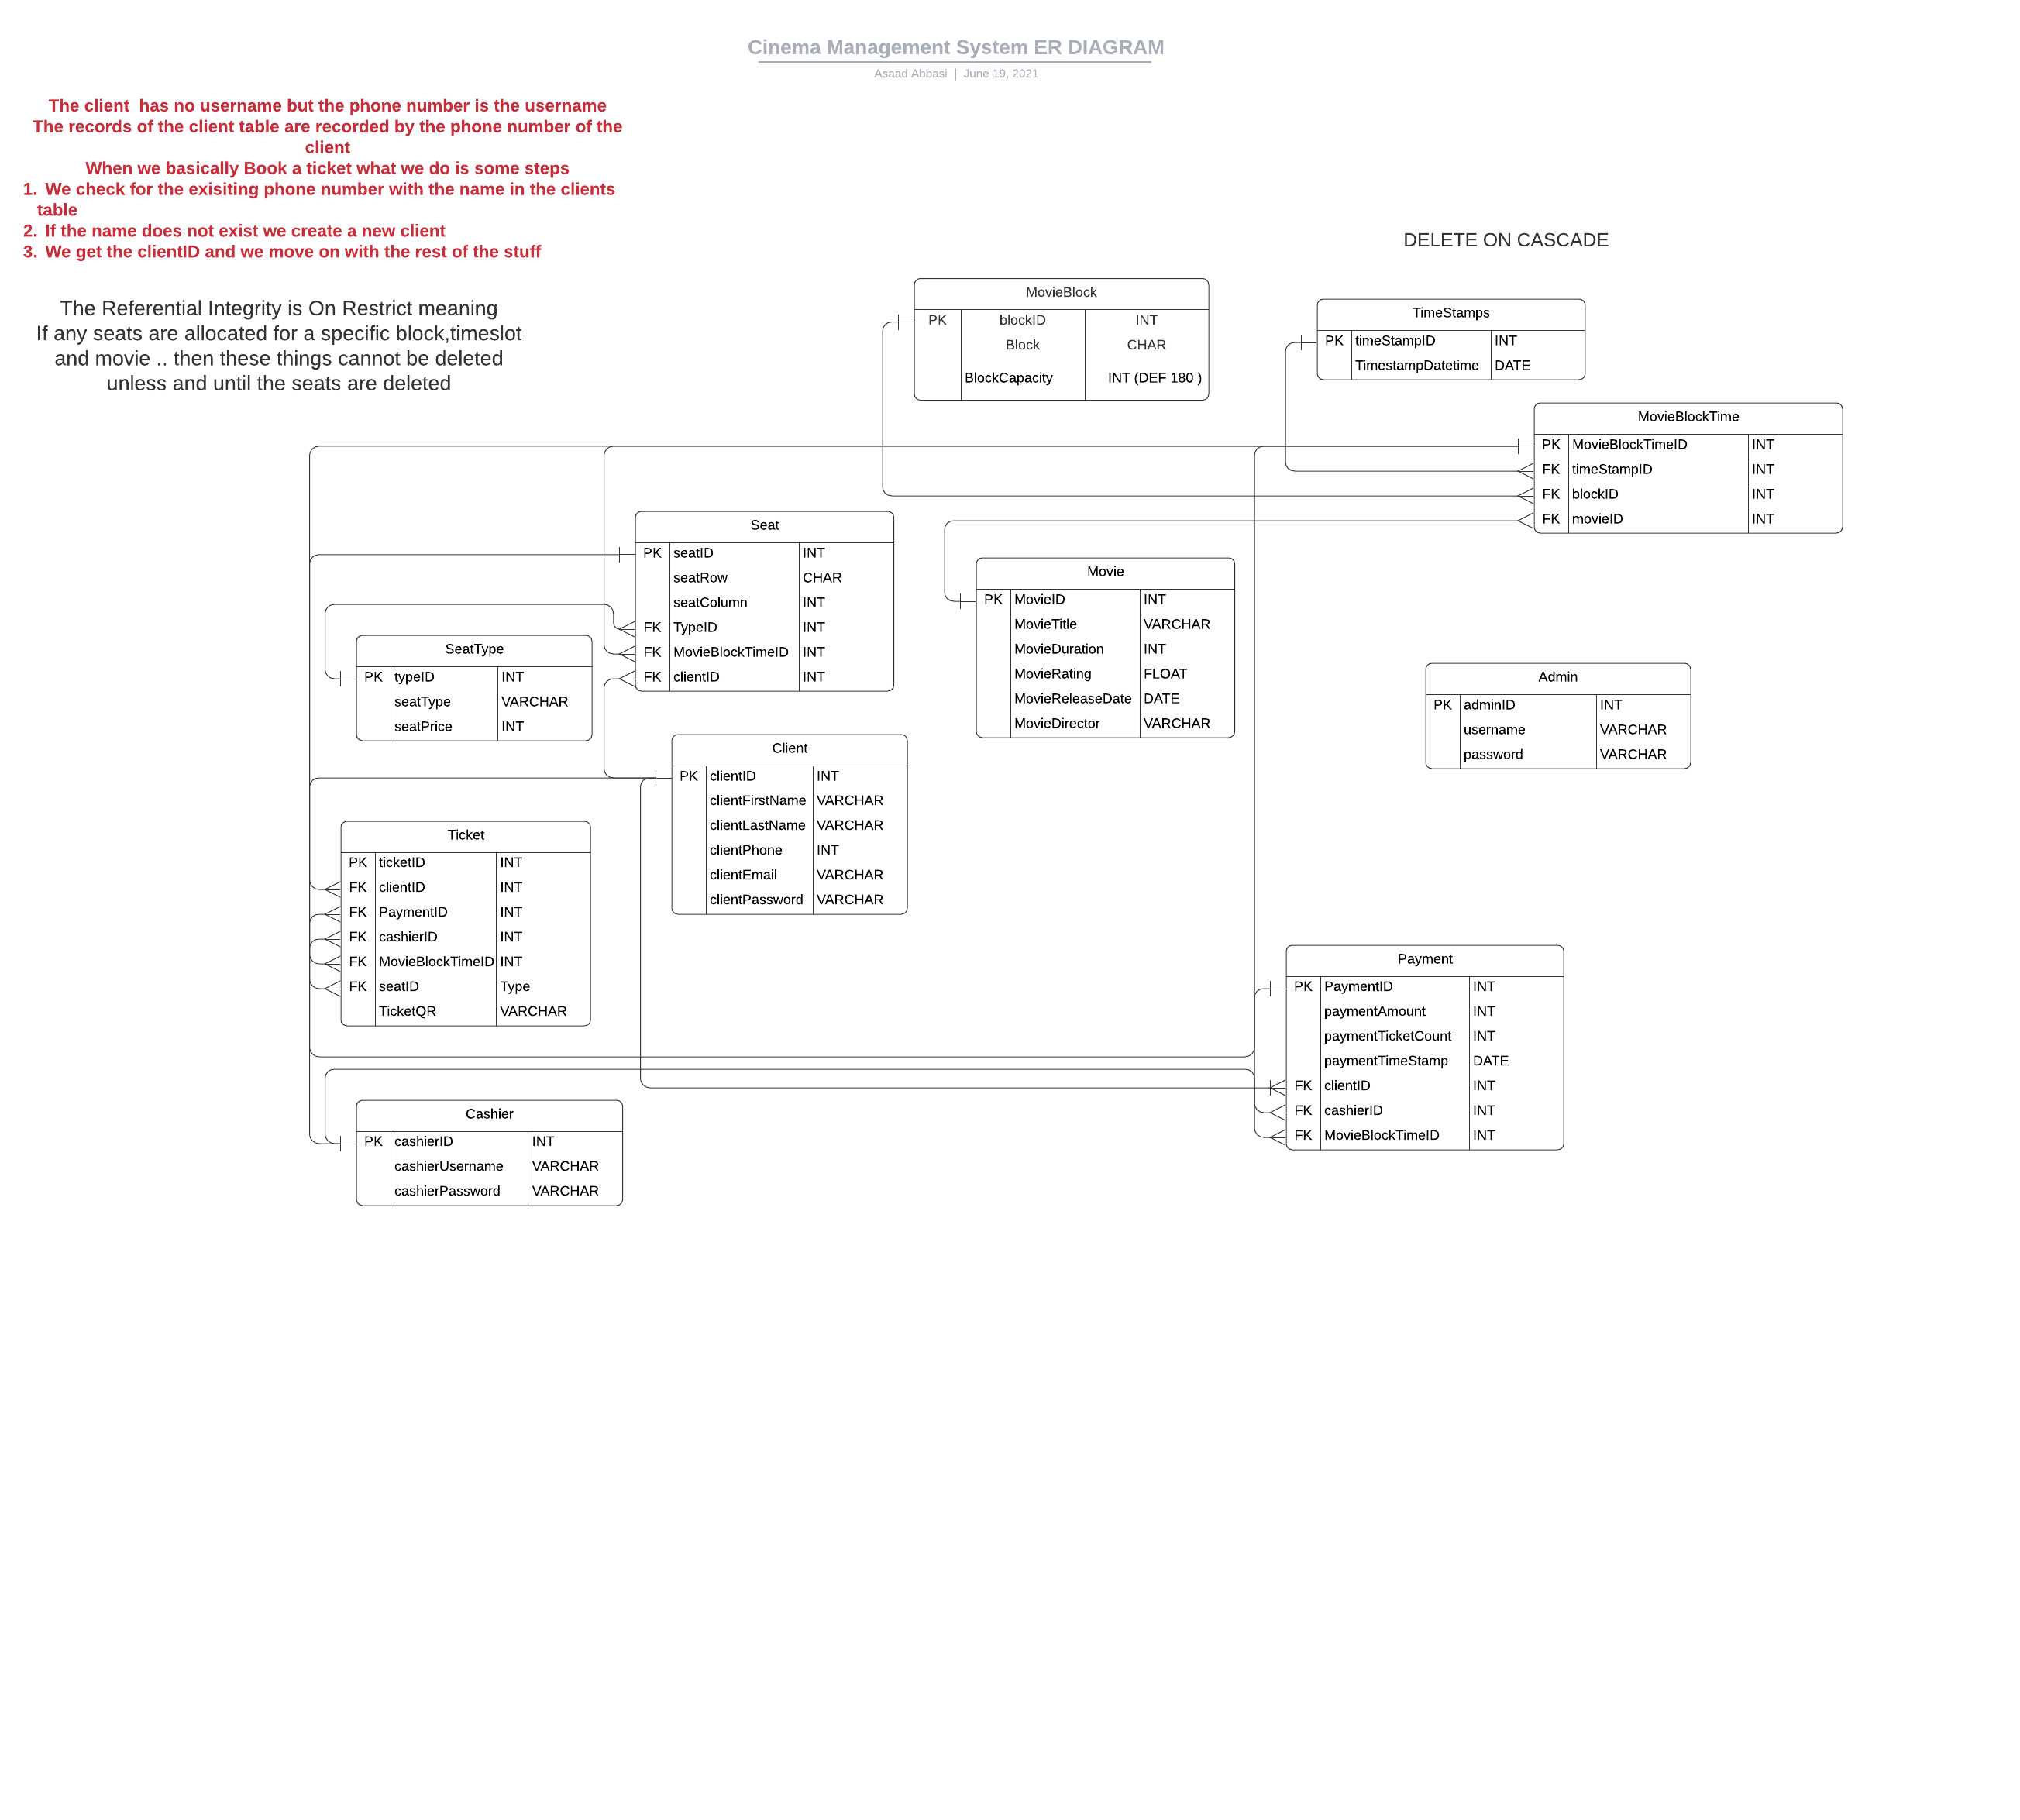 Cinema Management System ER DIAGRAM
Asaad Abbasi | June 19, 2021
The client has no username but the phone number is the username
The records of the client table are recorded by the phone number of the
client
When we basically Book a ticket what we do is some steps
1. We check for the exisiting phone number with the name in the clients
table
2. If the name does not exist we create a new client
3. We get the clientID and we move on with the rest of the stuff
The Referential Integrity is On Restrict meaning
If any seats are allocated for a specific block,timeslot
and movie .. then these things cannot be deleted
unless and until the seats are deleted
DELETE ON CASCADE
MovieBlock
PK blockID INT
Block CHAR
BlockCapacity INT (DEF 180 )
TimeStamps
PK timeStampID INT
TimestampDatetime DATE
MovieBlockTime
PK MovieBlockTimeID INT
FK timeStampID INT
FK blockID INT
FK movieID INT
Seat
PK seatID INT
seatRow CHAR
seatColumn INT
FK TypeID INT
FK MovieBlockTimeID INT
FK clientID INT
Movie
PK MovieID INT
MovieTitle VARCHAR
MovieDuration INT
MovieRating FLOAT
MovieReleaseDate DATE
MovieDirector VARCHAR
SeatType
PK typeID INT
seatType VARCHAR
seatPrice INT
Admin
PK adminID INT
username VARCHAR
password VARCHAR
Client
PK clientID INT
clientFirstName VARCHAR
clientLastName VARCHAR
clientPhone INT
clientEmail VARCHAR
clientPassword VARCHAR
Ticket
PK ticketID INT
FK clientID INT
FK PaymentID INT
FK cashierID INT
FK MovieBlockTimeID INT
FK seatID Type
TicketQR VARCHAR
Payment
PK PaymentID INT
paymentAmount INT
paymentTicketCount INT
paymentTimeStamp DATE
FK clientID INT
FK cashierID INT
FK MovieBlockTimeID INT
Cashier
PK cashierID INT
cashierUsername VARCHAR
cashierPassword VARCHAR